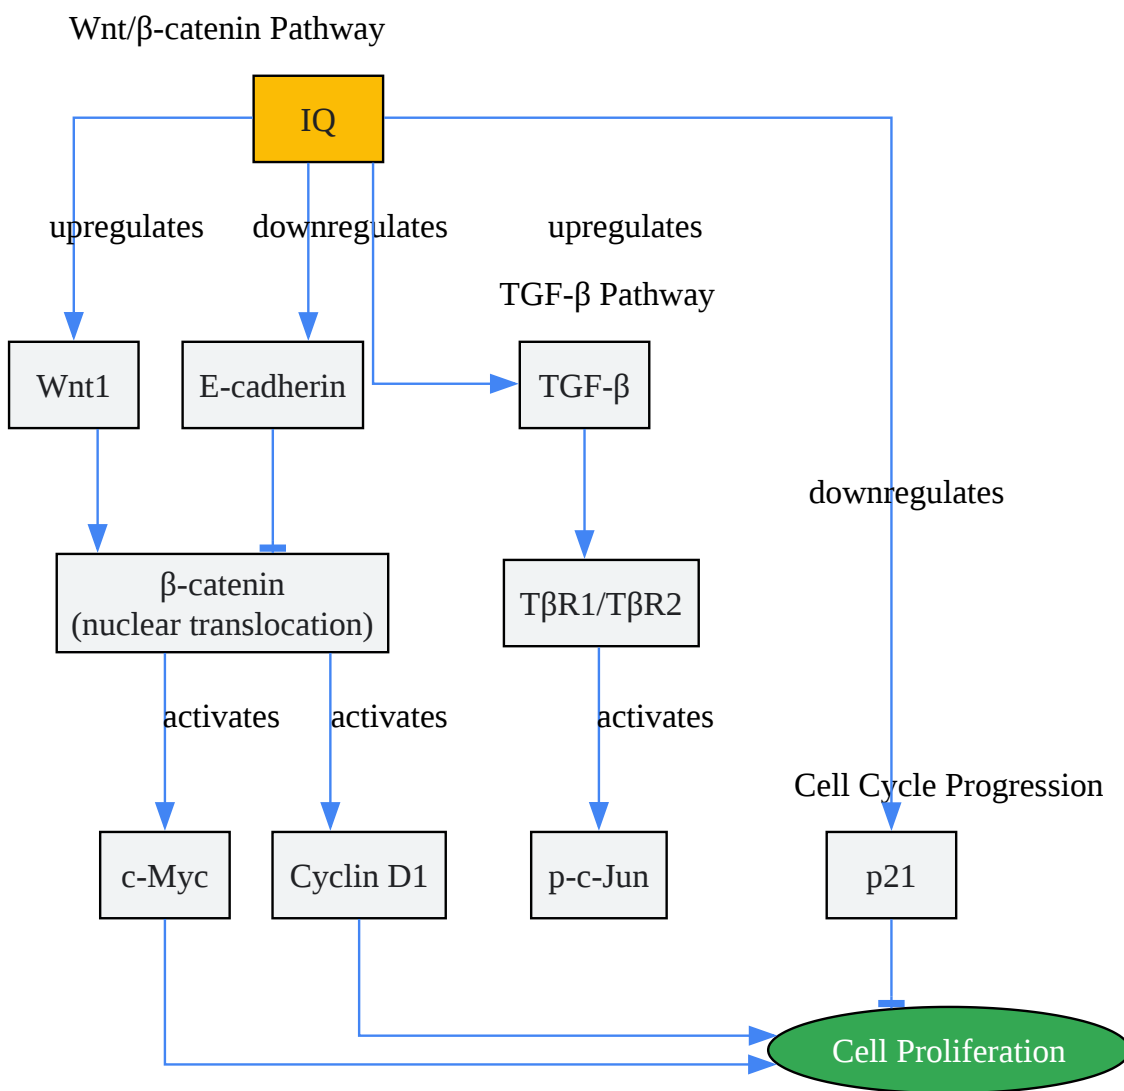 Wnt/β-catenin Pathway
IQ
upregulates
downregulates
upregulates
TGF-β Pathway
Wnt1
E-cadherin
TGF-β
downregulates
β-catenin
(nuclear translocation)
TβR1/TβR2
activates
activates
activates
Cell Cycle Progression
c-Myc
Cyclin D1
p-c-Jun
p21
Cell Proliferation